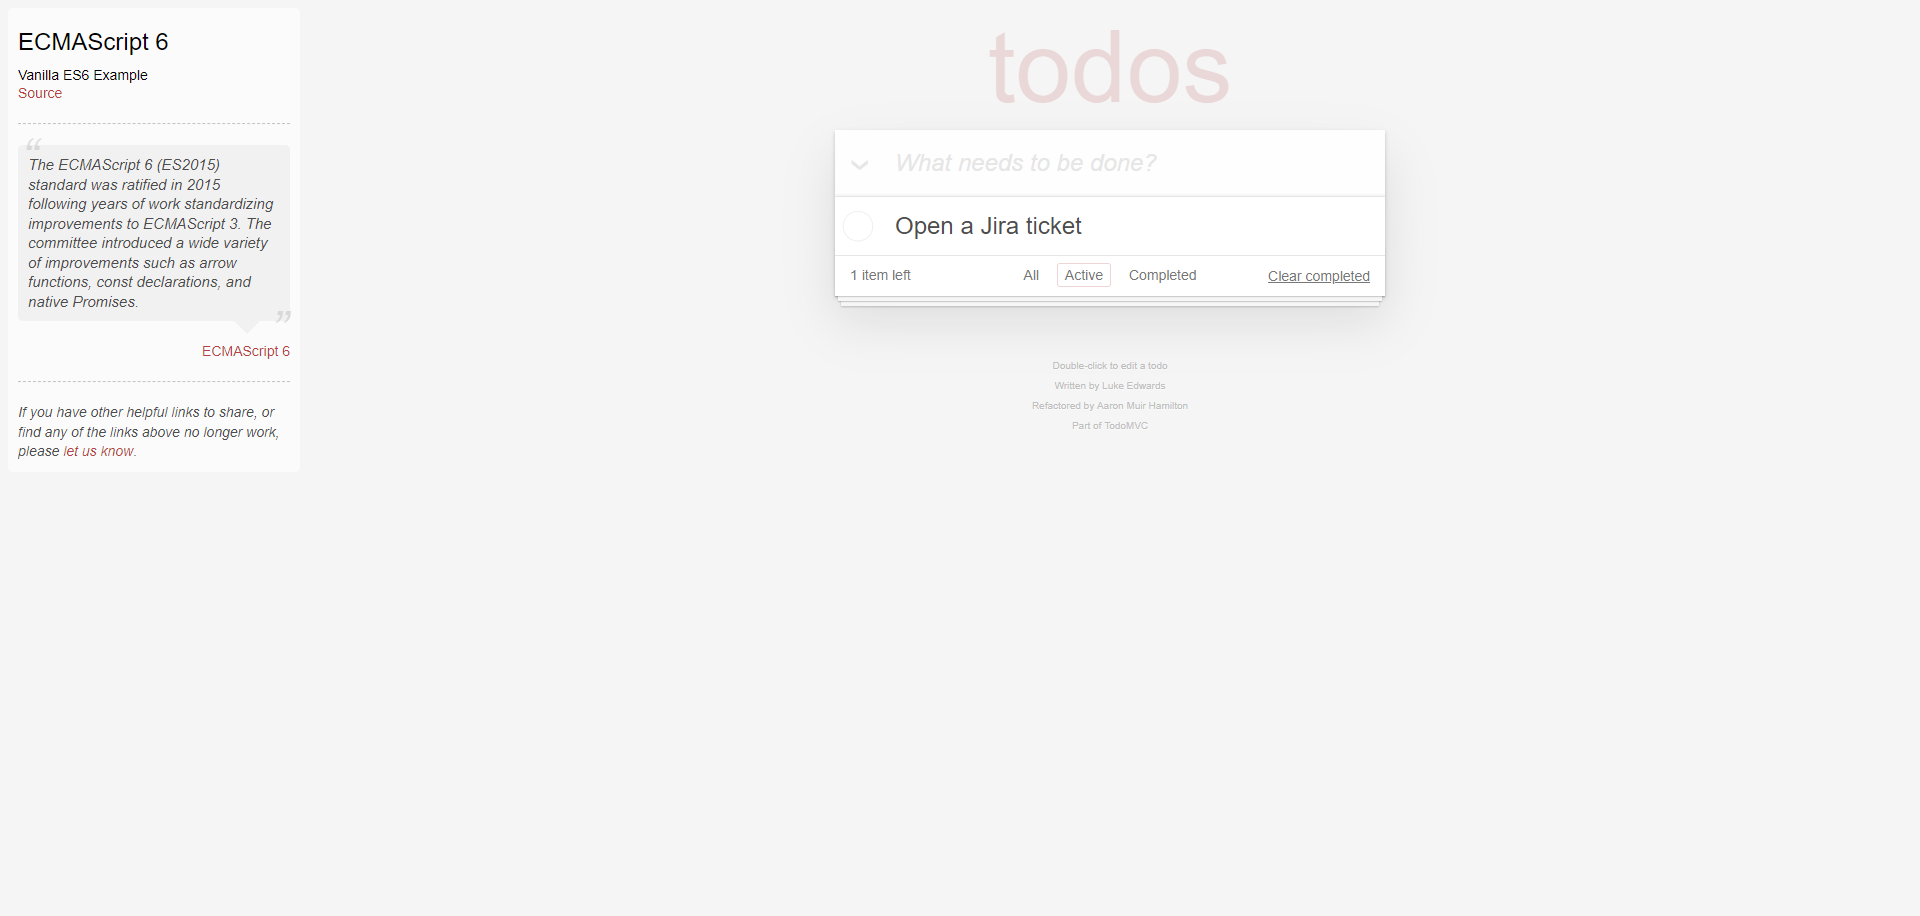 ECMAScript 6
Vanilla ES6 Example
Source
“
The ECMAScript 6 (ES2015)
standard was ratified in 2015
following years of work standardizing
improvements to ECMAScript 3. The
committee introduced a wide variety
of improvements such as arrow
functions, const declarations, and
native Promises.
”
ECMAScript 6
If you have other helpful links to share, or
find any of the links above no longer work,
please let us know.
todos
What needs to be done?
Open a Jira ticket
1 item left All Active Completed Clear completed
Double-click to edit a todo
Written by Luke Edwards
Refactored by Aaron Muir Hamilton
Part of TodoMVC